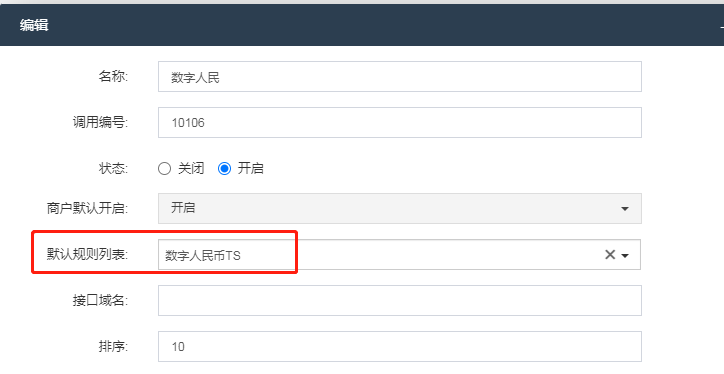 编辑
名称: 数字人民
调用编号: 10106
状态: 关闭 开启
商户默认开启: 开启
默认规则列表: 数字人民币TS
接口域名:
排序: 10